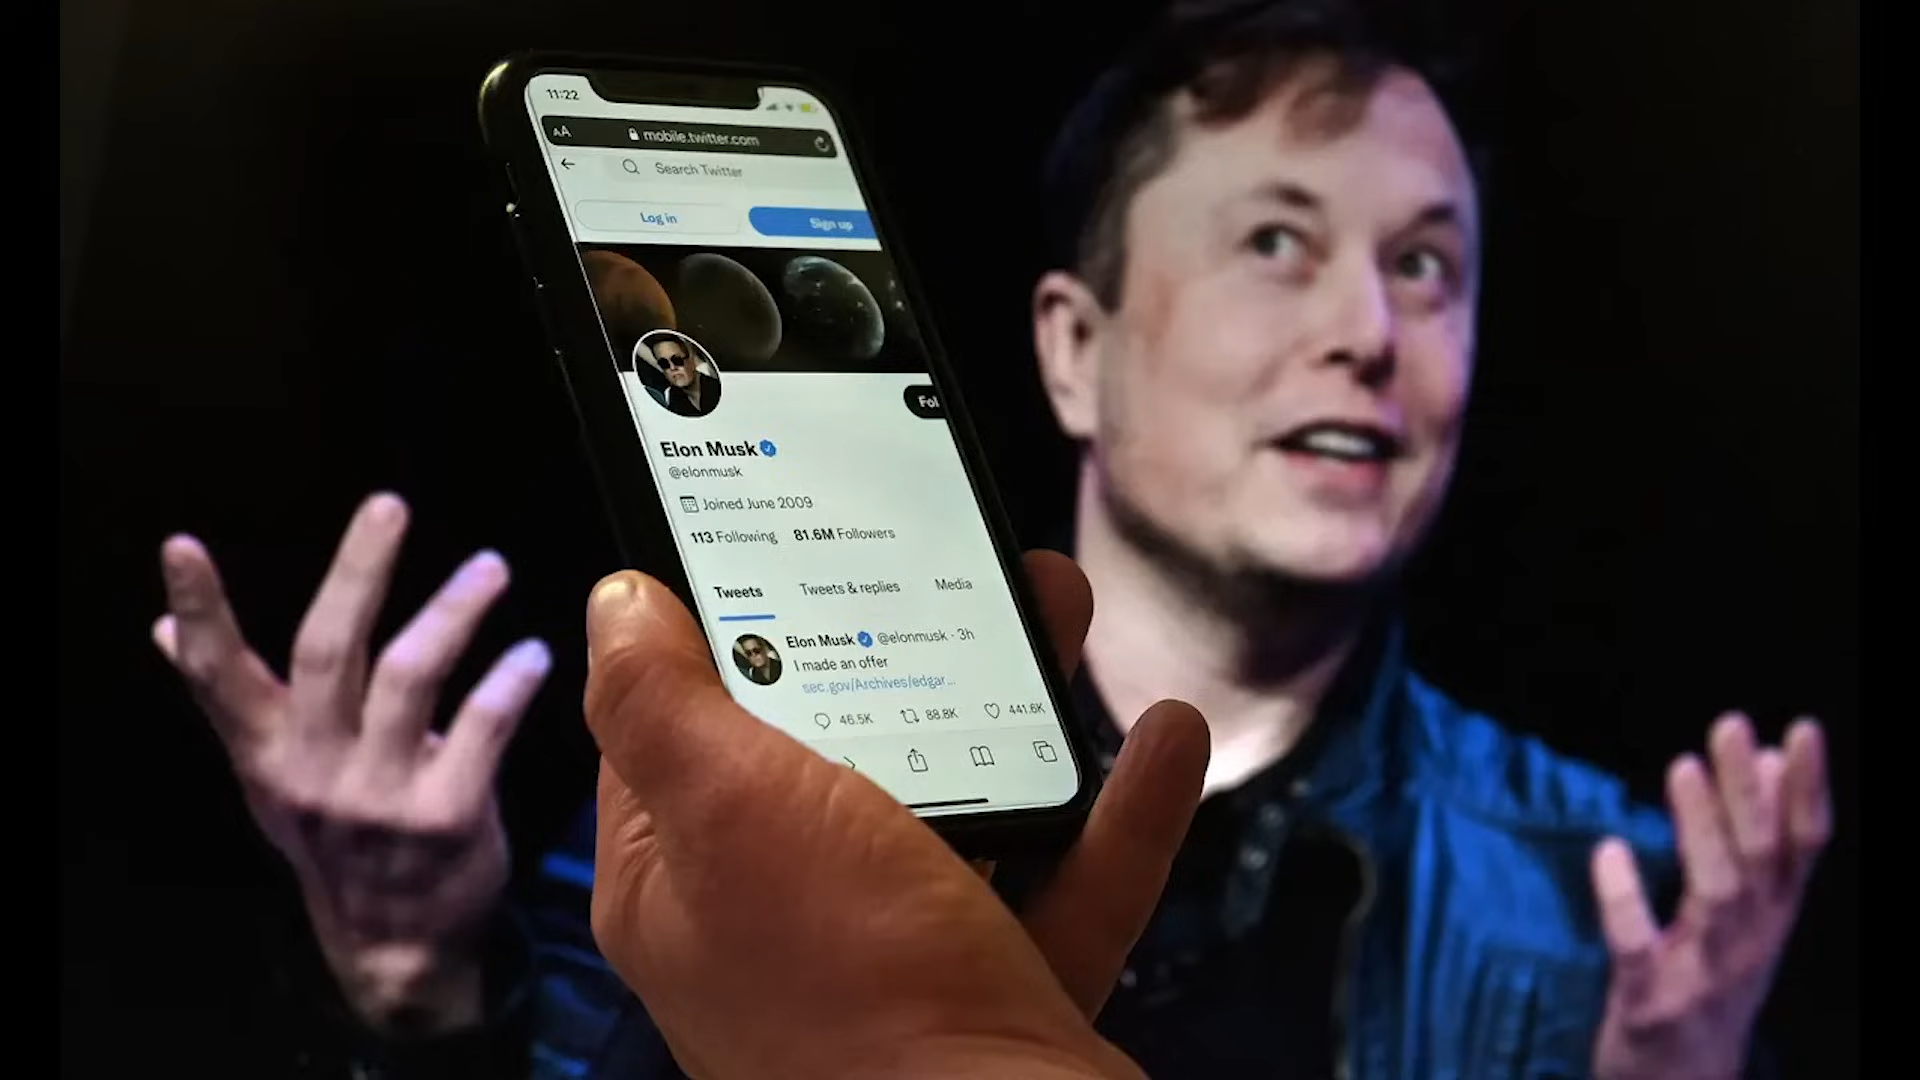 11:22
AA mobile.twitter.com
Search Twitter
Log in Sign up
Fol
Elon Musk
@elonmusk
Joined June 2009
113 Following 81.6M Followers
Tweets Tweets & replies Media
Elon Musk @elonmusk · 3h
I made an offer
sec.gov/Archives/edgar...
46.5K 88.8K 441.6K